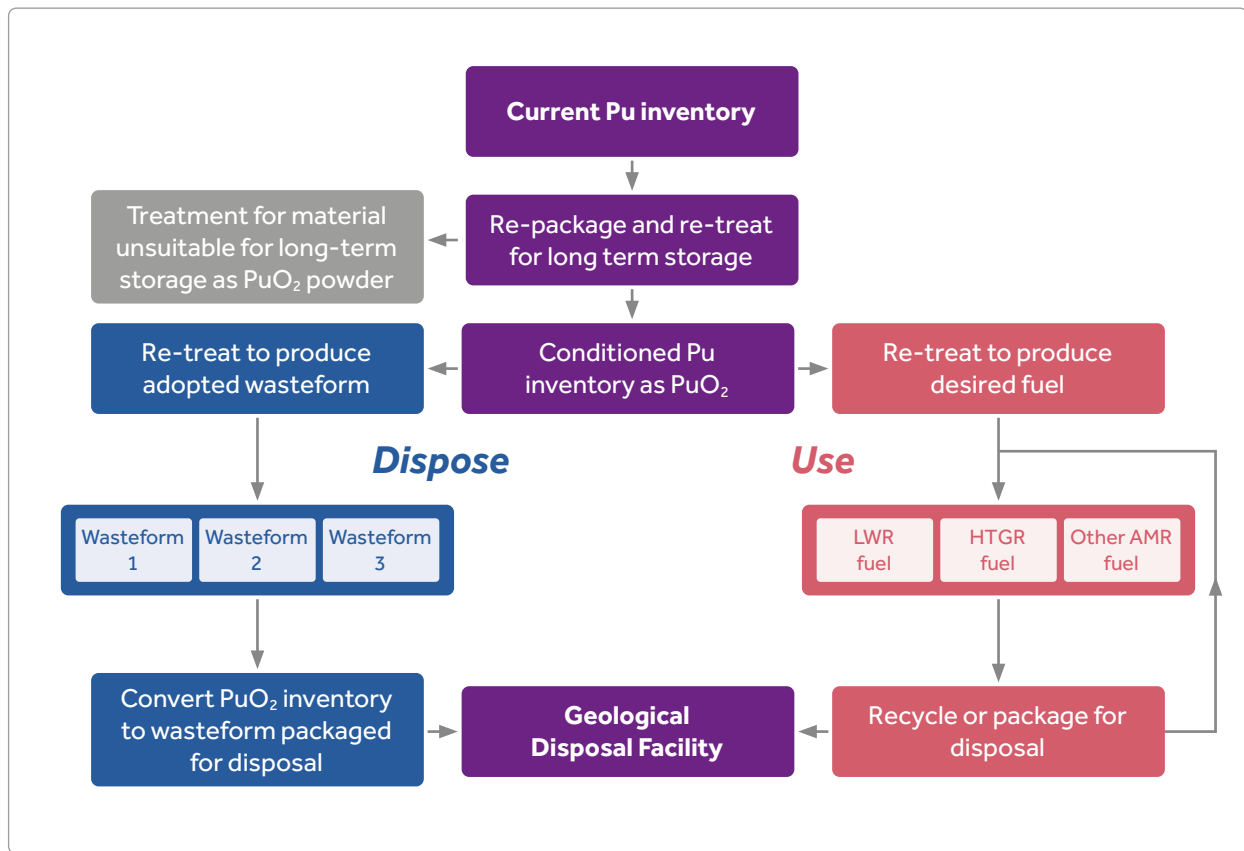 Current Pu inventory
Treatment for material
unsuitable for long-term
storage as PuO₂ powder
Re-package and re-treat
for long term storage
Re-treat to produce
adopted wasteform
Conditioned Pu
inventory as PuO₂
Re-treat to produce
desired fuel
Dispose
Use
Wasteform
1
Wasteform
2
Wasteform
3
LWR
fuel
HTGR
fuel
Other AMR
fuel
Convert PuO₂ inventory
to wasteform packaged
for disposal
Geological
Disposal Facility
Recycle or package for
disposal